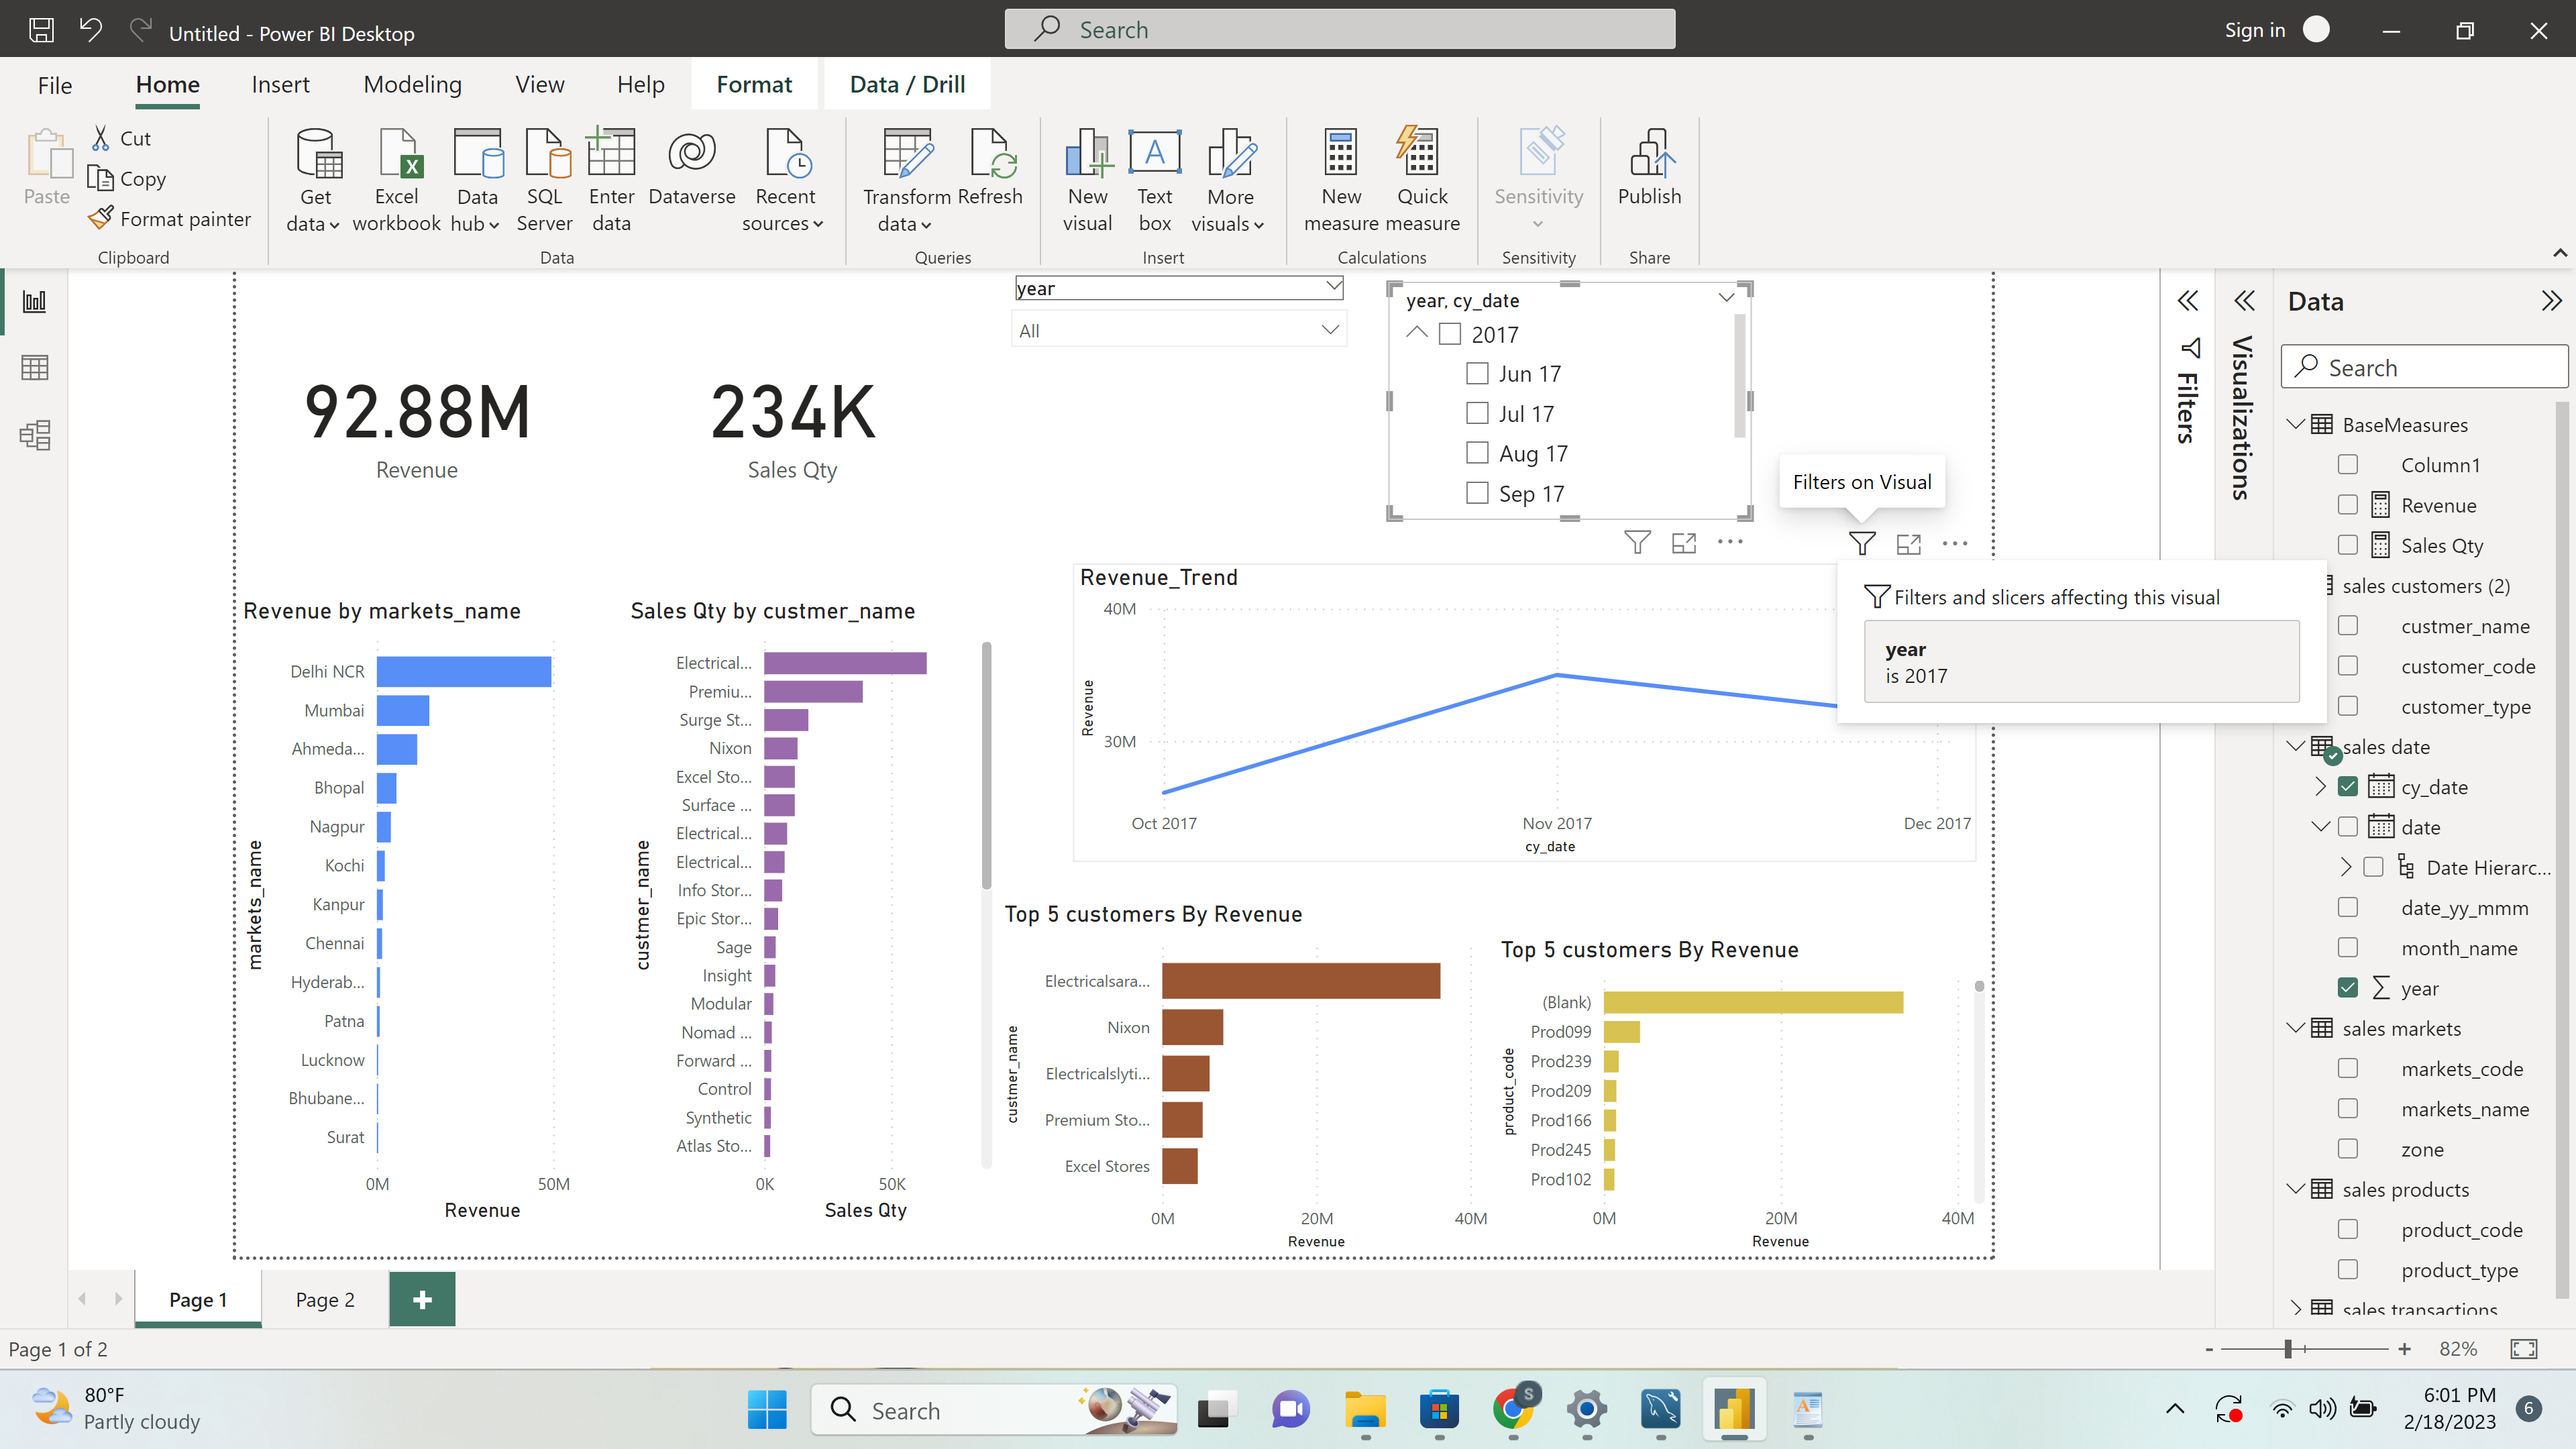 Untitled - Power BI Desktop
Search
Sign in
File
Home
Insert
Modeling
View
Help
Format
Data / Drill
Paste
Cut
Copy
Format painter
Clipboard
Get
data
Excel
workbook
Data
hub
SQL
Server
Enter
data
Dataverse
Recent
sources
Data
Transform
data
Refresh
Queries
New
visual
Text
box
More
visuals
Insert
New
measure
Quick
measure
Calculations
Sensitivity
Sensitivity
Publish
Share
year
All
year, cy_date
2017
Jun 17
Jul 17
Aug 17
Sep 17
92.88M
Revenue
234K
Sales Qty
Filters on Visual
Filters and slicers affecting this visual
year
is 2017
Revenue by markets_name
markets_name
Delhi NCR
Mumbai
Ahmeda...
Bhopal
Nagpur
Kochi
Kanpur
Chennai
Hyderab...
Patna
Lucknow
Bhubane...
Surat
0M
50M
Revenue
Sales Qty by custmer_name
custmer_name
Electrical...
Premiu...
Surge St...
Nixon
Excel Sto...
Surface ...
Electrical...
Electrical...
Info Stor...
Epic Stor...
Sage
Insight
Modular
Nomad ...
Forward ...
Control
Synthetic
Atlas Sto...
0K
50K
Sales Qty
Revenue_Trend
Revenue
40M
30M
Oct 2017
Nov 2017
Dec 2017
cy_date
Top 5 customers By Revenue
custmer_name
Electricalsara...
Nixon
Electricalslyti...
Premium Sto...
Excel Stores
0M
20M
40M
Revenue
Top 5 customers By Revenue
product_code
(Blank)
Prod099
Prod239
Prod209
Prod166
Prod245
Prod102
0M
20M
40M
Revenue
Filters
Visualizations
Data
Search
BaseMeasures
Column1
Revenue
Sales Qty
sales customers (2)
custmer_name
customer_code
customer_type
sales date
cy_date
date
Date Hierarc...
date_yy_mmm
month_name
year
sales markets
markets_code
markets_name
zone
sales products
product_code
product_type
sales transactions
Page 1
Page 2
Page 1 of 2
- + 82%
80°F
Partly cloudy
Search
S
6:01 PM
2/18/2023
6